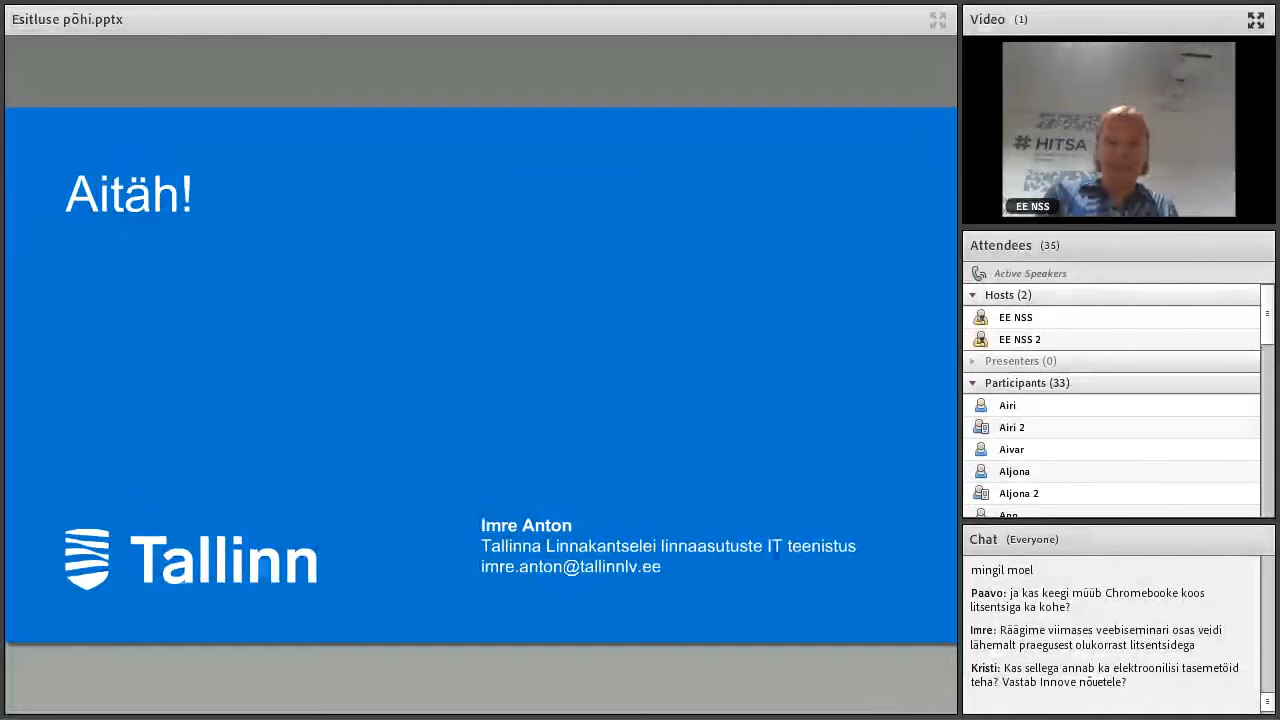 Esitluse põhi.pptx
Aitäh!
Tallinn
Imre Anton
Tallinna Linnakantselei linnaasutuste IT teenistus
imre.anton@tallinnlv.ee
Video (1)
# HITSA
EE NSS
Attendees (35)
Active Speakers
Hosts (2)
EE NSS
EE NSS 2
Presenters (0)
Participants (33)
Airi
Airi 2
Aivar
Aljona
Aljona 2
Ann
Chat (Everyone)
mingil moel
Paavo: ja kas keegi müüb Chromebooke koos
litsentsiga ka kohe?
Imre: Räägime viimases veebiseminari osas veidi
lähemalt praegusest olukorrast litsentsidega
Kristi: Kas sellega annab ka elektroonilisi tasemetöid
teha? Vastab Innove nõuetele?